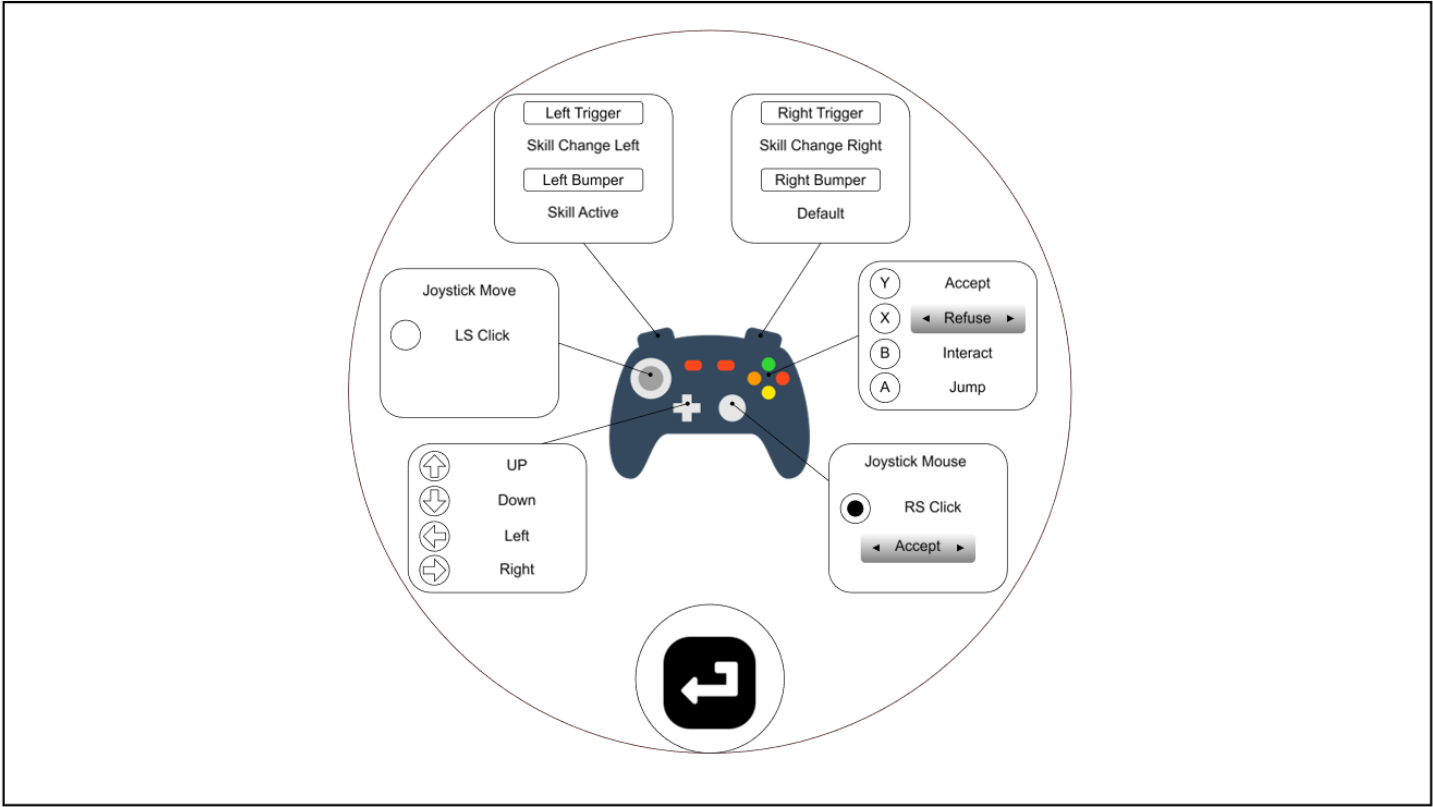 Left Trigger
Skill Change Left
Left Bumper
Skill Active
Right Trigger
Skill Change Right
Right Bumper
Default
Joystick Move
LS Click
Y Accept
X ◄ Refuse ►
B Interact
A Jump
UP
Down
Left
Right
Joystick Mouse
RS Click
◄ Accept ►